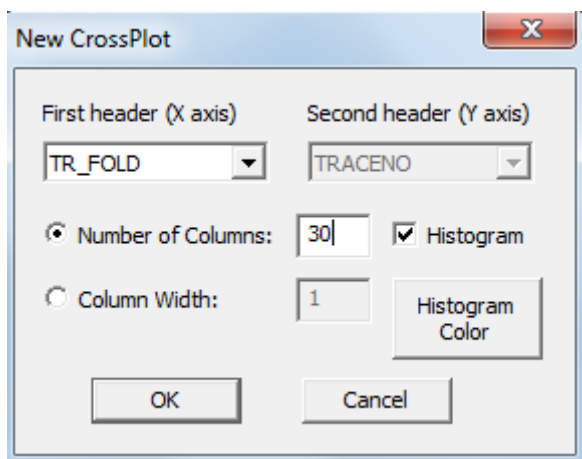 New CrossPlot
First header (X axis) Second header (Y axis)
TR_FOLD TRACENO
Number of Columns: 30 Histogram
Column Width: 1 Histogram
Color
OK Cancel